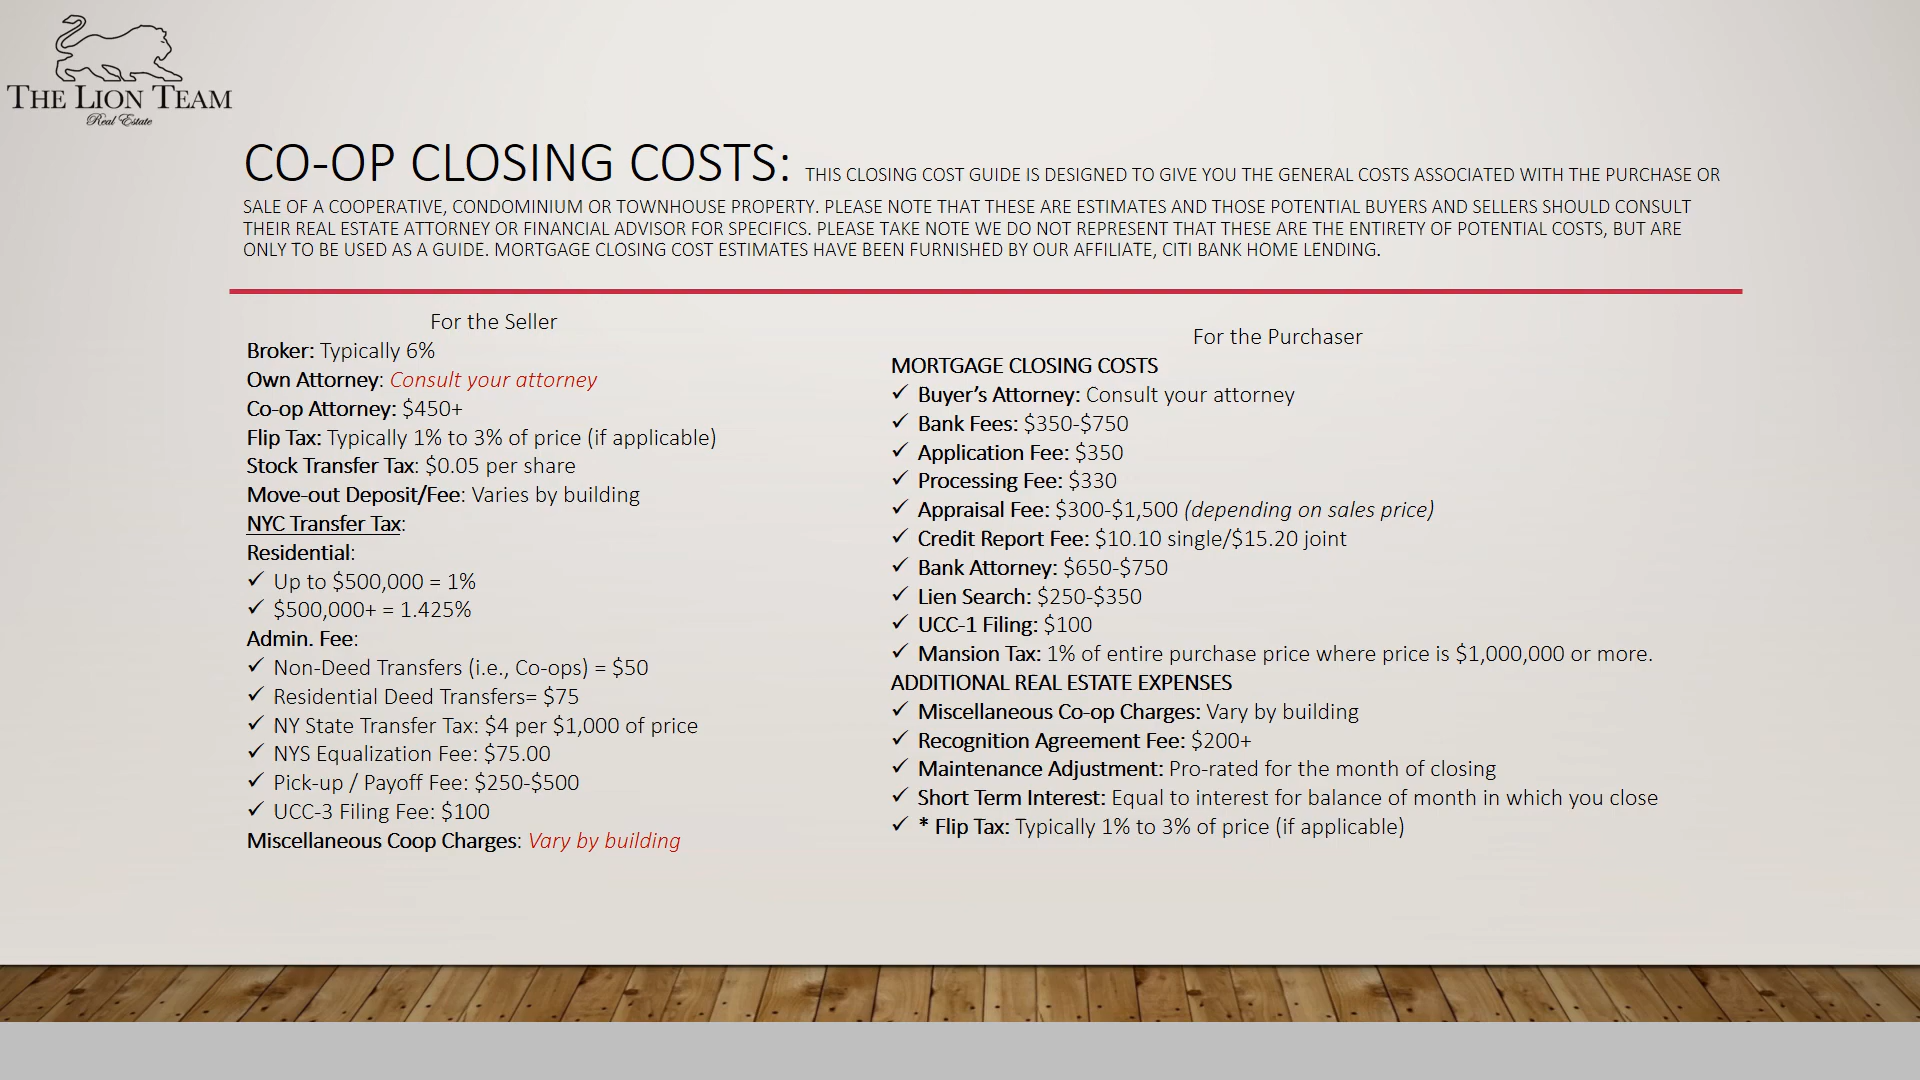 THE LION TEAM
Real Estate
CO-OP CLOSING COSTS: THIS CLOSING COST GUIDE IS DESIGNED TO GIVE YOU THE GENERAL COSTS ASSOCIATED WITH THE PURCHASE OR
SALE OF A COOPERATIVE, CONDOMINIUM OR TOWNHOUSE PROPERTY. PLEASE NOTE THAT THESE ARE ESTIMATES AND THOSE POTENTIAL BUYERS AND SELLERS SHOULD CONSULT
THEIR REAL ESTATE ATTORNEY OR FINANCIAL ADVISOR FOR SPECIFICS. PLEASE TAKE NOTE WE DO NOT REPRESENT THAT THESE ARE THE ENTIRETY OF POTENTIAL COSTS, BUT ARE
ONLY TO BE USED AS A GUIDE. MORTGAGE CLOSING COST ESTIMATES HAVE BEEN FURNISHED BY OUR AFFILIATE, CITI BANK HOME LENDING.
For the Seller
Broker: Typically 6%
Own Attorney: Consult your attorney
Co-op Attorney: $450+
Flip Tax: Typically 1% to 3% of price (if applicable)
Stock Transfer Tax: $0.05 per share
Move-out Deposit/Fee: Varies by building
NYC Transfer Tax:
Residential:
✓ Up to $500,000 = 1%
✓ $500,000+ = 1.425%
Admin. Fee:
✓ Non-Deed Transfers (i.e., Co-ops) = $50
✓ Residential Deed Transfers= $75
✓ NY State Transfer Tax: $4 per $1,000 of price
✓ NYS Equalization Fee: $75.00
✓ Pick-up / Payoff Fee: $250-$500
✓ UCC-3 Filing Fee: $100
Miscellaneous Coop Charges: Vary by building
For the Purchaser
MORTGAGE CLOSING COSTS
✓ Buyer’s Attorney: Consult your attorney
✓ Bank Fees: $350-$750
✓ Application Fee: $350
✓ Processing Fee: $330
✓ Appraisal Fee: $300-$1,500 (depending on sales price)
✓ Credit Report Fee: $10.10 single/$15.20 joint
✓ Bank Attorney: $650-$750
✓ Lien Search: $250-$350
✓ UCC-1 Filing: $100
✓ Mansion Tax: 1% of entire purchase price where price is $1,000,000 or more.
ADDITIONAL REAL ESTATE EXPENSES
✓ Miscellaneous Co-op Charges: Vary by building
✓ Recognition Agreement Fee: $200+
✓ Maintenance Adjustment: Pro-rated for the month of closing
✓ Short Term Interest: Equal to interest for balance of month in which you close
✓ * Flip Tax: Typically 1% to 3% of price (if applicable)